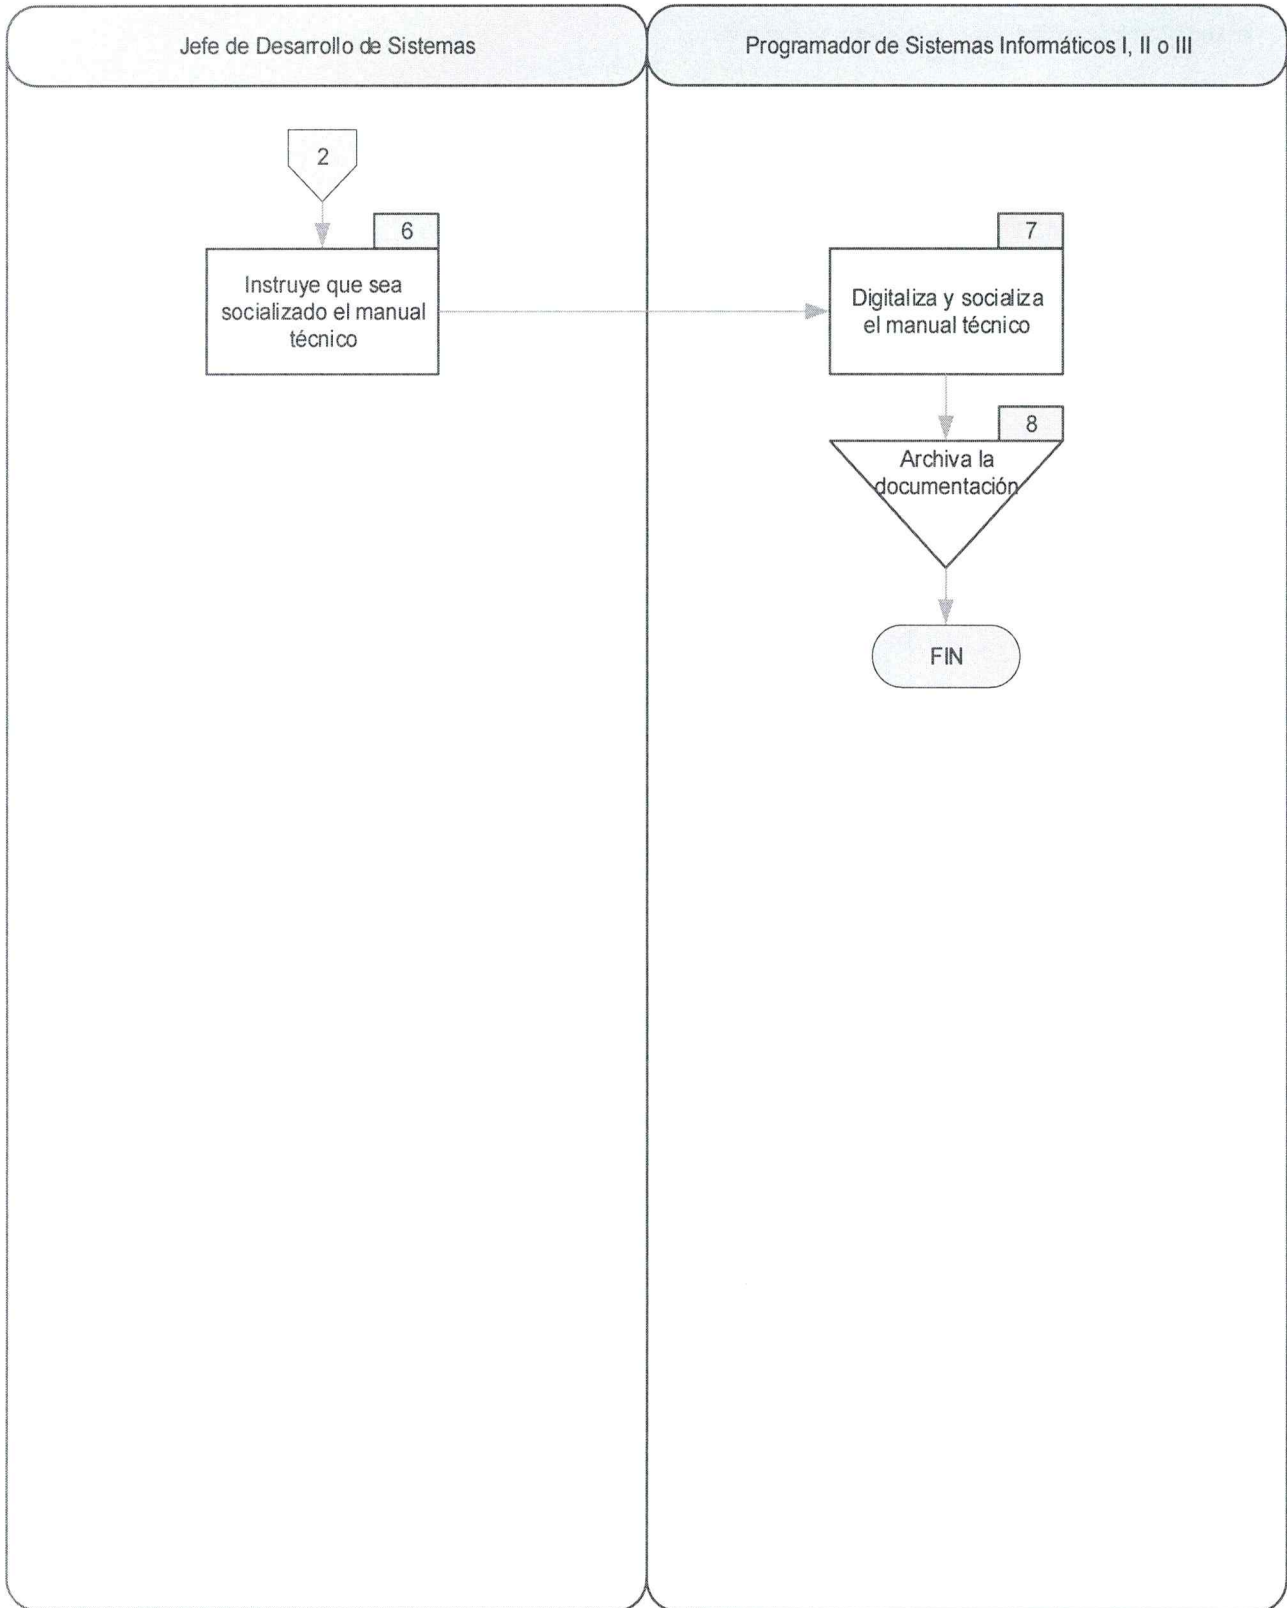 Jefe de Desarrollo de Sistemas
Programador de Sistemas Informáticos I, II o III
2
6
Instruye que sea
socializado el manual
técnico
7
Digitaliza y socializa
el manual técnico
8
Archiva la
documentación
FIN